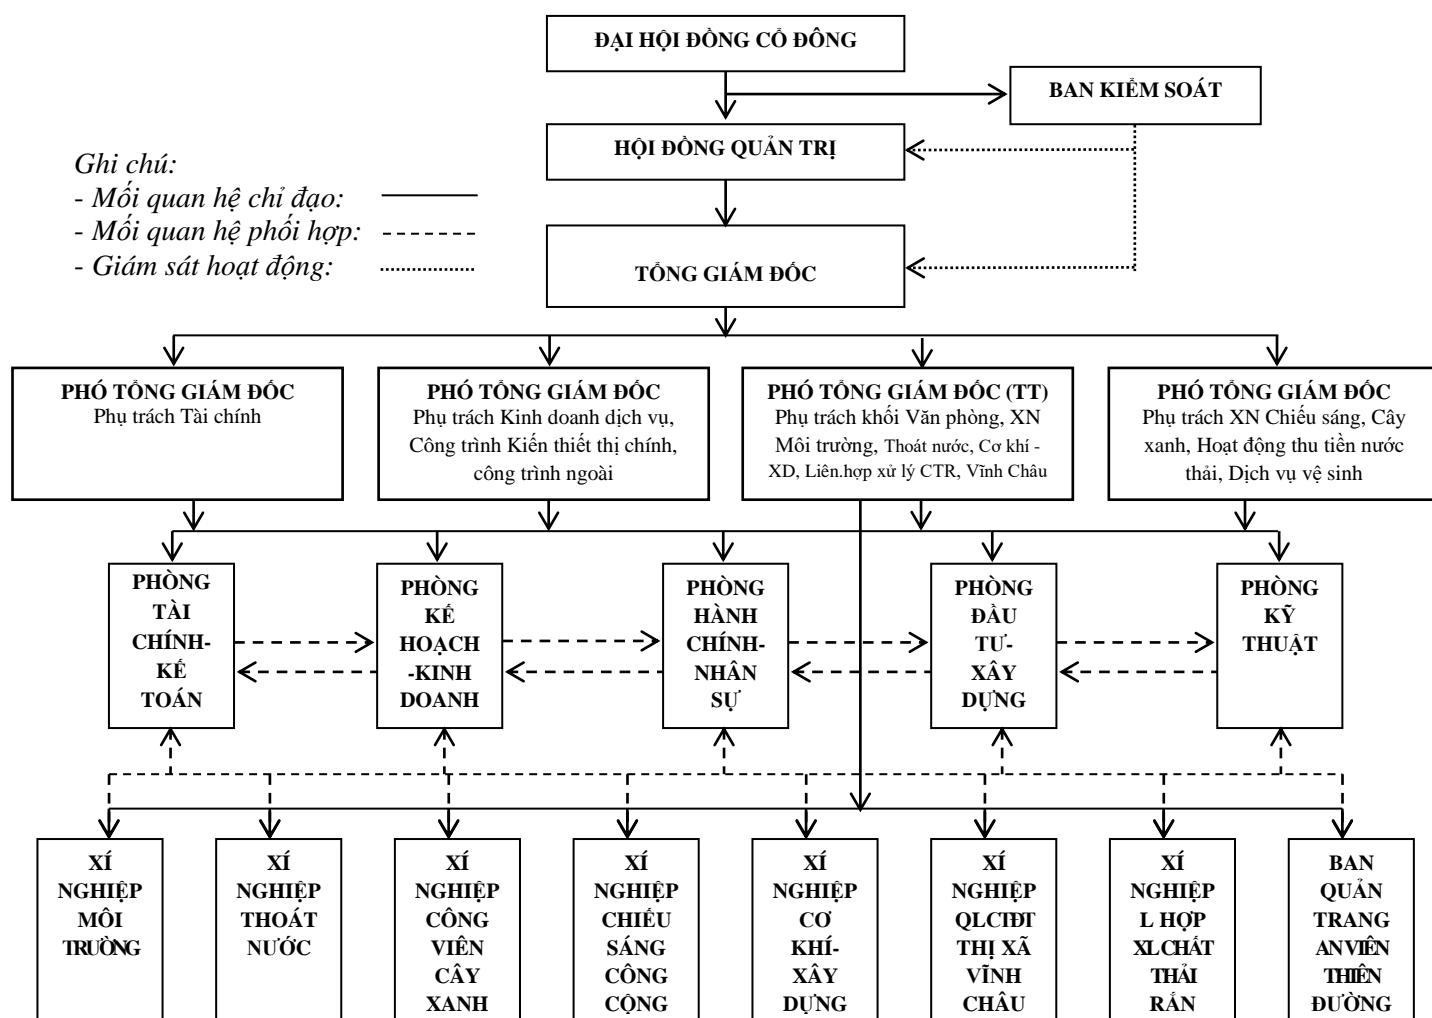 ĐẠI HỘI ĐỒNG CỔ ĐÔNG
BAN KIỂM SOÁT
HỘI ĐỒNG QUẢN TRỊ
Ghi chú:
- Mối quan hệ chỉ đạo:
- Mối quan hệ phối hợp:
- Giám sát hoạt động:
TỔNG GIÁM ĐỐC
PHÓ TỔNG GIÁM ĐỐC
Phụ trách Tài chính
PHÓ TỔNG GIÁM ĐỐC
Phụ trách Kinh doanh dịch vụ,
Công trình Kiến thiết thị chính,
công trình ngoài
PHÓ TỔNG GIÁM ĐỐC (TT)
Phụ trách khối Văn phòng, XN
Môi trường, Thoát nước, Cơ khí -
XD, Liên.hợp xử lý CTR, Vĩnh Châu
PHÓ TỔNG GIÁM ĐỐC
Phụ trách XN Chiếu sáng, Cây
xanh, Hoạt động thu tiền nước
thải, Dịch vụ vệ sinh
PHÒNG
TÀI
CHÍNH-
KẾ
TOÁN
PHÒNG
KẾ
HOẠCH
-KINH
DOANH
PHÒNG
HÀNH
CHÍNH-
NHÂN
SỰ
PHÒNG
ĐẦU
TƯ-
XÂY
DỰNG
PHÒNG
KỸ
THUẬT
XÍ
NGHIỆP
MÔI
TRƯỜNG
XÍ
NGHIỆP
THOÁT
NƯỚC
XÍ
NGHIỆP
CÔNG
VIÊN
CÂY
XANH
XÍ
NGHIỆP
CHIẾU
SÁNG
CÔNG
CỘNG
XÍ
NGHIỆP
CƠ
KHÍ-
XÂY
DỰNG
XÍ
NGHIỆP
QLCTĐT
THỊ XÃ
VĨNH
CHÂU
XÍ
NGHIỆP
L HỢP
XLCHẤT
THẢI
RẮN
BAN
QUẢN
TRANG
AN VIÊN
THIÊN
ĐƯỜNG